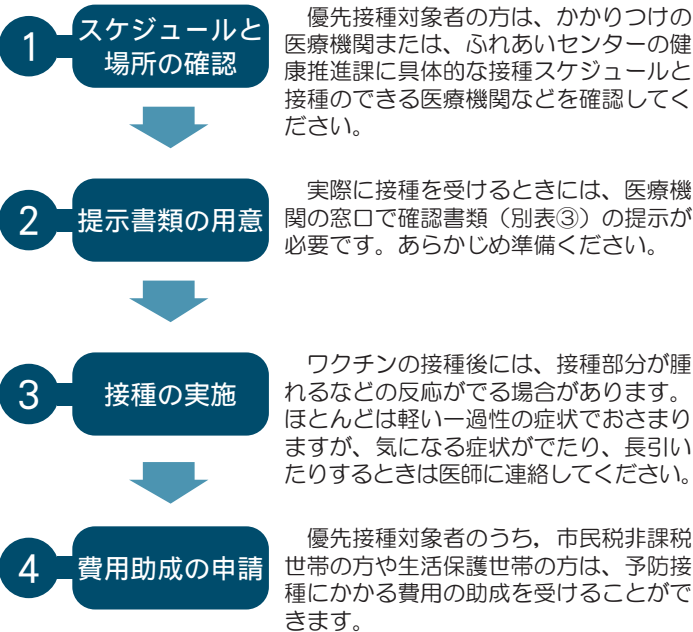 1
スケジュールと
場所の確認
　優先接種対象者の方は、かかりつけの
医療機関または、ふれあいセンターの健
康推進課に具体的な接種スケジュールと
接種のできる医療機関などを確認してく
ださい。
2
提示書類の用意
　実際に接種を受けるときには、医療機
関の窓口で確認書類（別表③）の提示が
必要です。あらかじめ準備ください。
3
接種の実施
　ワクチンの接種後には、接種部分が腫
れるなどの反応がでる場合があります。
ほとんどは軽い一過性の症状でおさまり
ますが、気になる症状がでたり、長引い
たりするときは医師に連絡してください。
4
費用助成の申請
　優先接種対象者のうち，市民税非課税
世帯の方や生活保護世帯の方は、予防接
種にかかる費用の助成を受けることがで
きます。